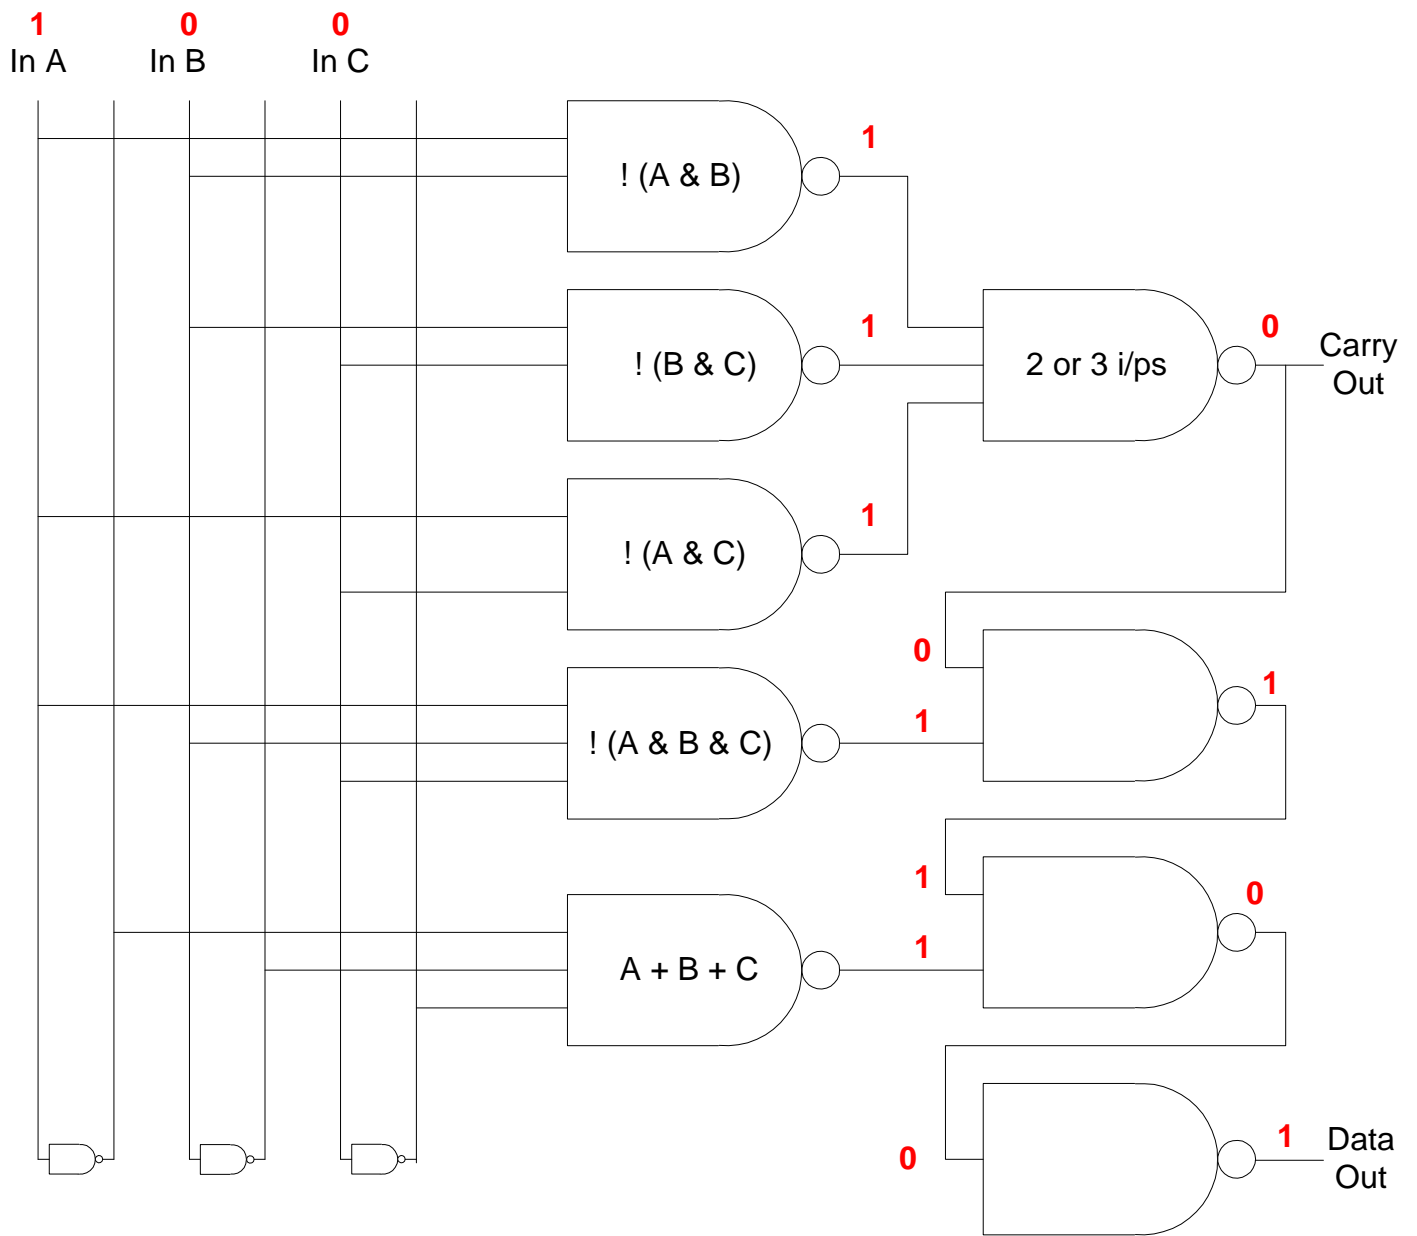 1 0 0
In A In B In C
1
! (A & B)
1
0
Carry
Out
! (B & C)
2 or 3 i/ps
1
! (A & C)
0
1
1
! (A & B & C)
1
0
1
A + B + C
1
Data
Out
0